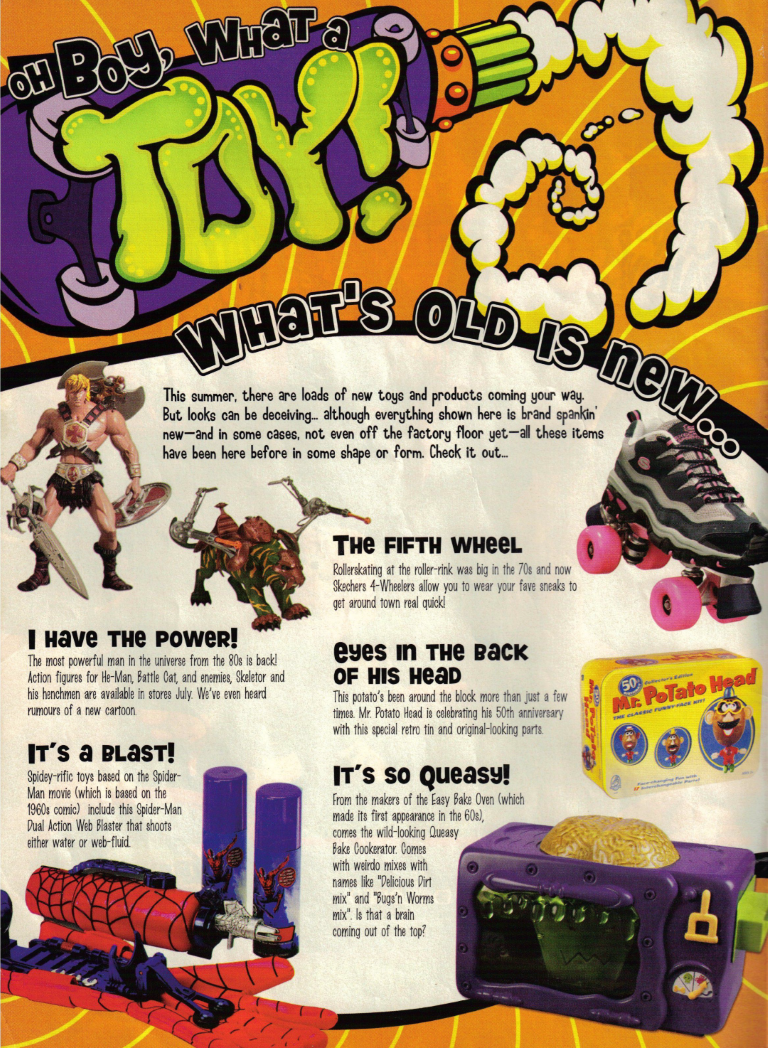 OH BOY, WHAT a
TOY!
WHAT'S OLD IS new...
This summer, there are loads of new toys and products coming your way.
But looks can be deceiving... although everything shown here is brand spankin'
new—and in some cases, not even off the factory floor yet—all these items
have been here before in some shape or form. Check it out...
THE FIFTH WHEEL
Rollerskating at the roller-rink was big in the 70s and now
Skechers 4-Wheelers allow you to wear your fave sneaks to
get around town real quick!
I HAVE THE POWER!
The most powerful man in the universe from the 80s is back!
Action figures for He-Man, Battle Cat, and enemies, Skeletor and
his henchmen are available in stores July. We've even heard
rumours of a new cartoon.
eyes IN THE BACK
OF HIS HEAD
This potato's been around the block more than just a few
times. Mr. Potato Head is celebrating his 50th anniversary
with this special retro tin and original-looking parts.
50th
Collector's Edition
Mr. PoTaTo Head
THE CLASSIC FUNNY-FACE KIT!
IT'S a BLAST!
Spidey-rific toys based on the Spider-
Man movie (which is based on the
1960s comic) include this Spider-Man
Dual Action Web Blaster that shoots
either water or web-fluid.
IT'S SO QUEASY!
From the makers of the Easy Bake Oven (which
made its first appearance in the 60s),
comes the wild-looking Queasy
Bake Cookerator. Comes
with weirdo mixes with
names like "Delicious Dirt
mix" and "Bugs'n Worms
mix". Is that a brain
coming out of the top?